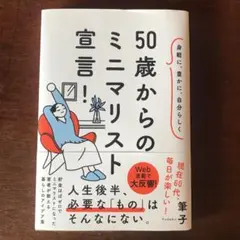 身軽に、豊かに、自分らしく
50歳からの
ミニマリスト
宣言!
現在60代、
毎日が楽しい!
筆子
Web
連載で
大反響!
人生後半、
必要な「もの」は
そんなにない。